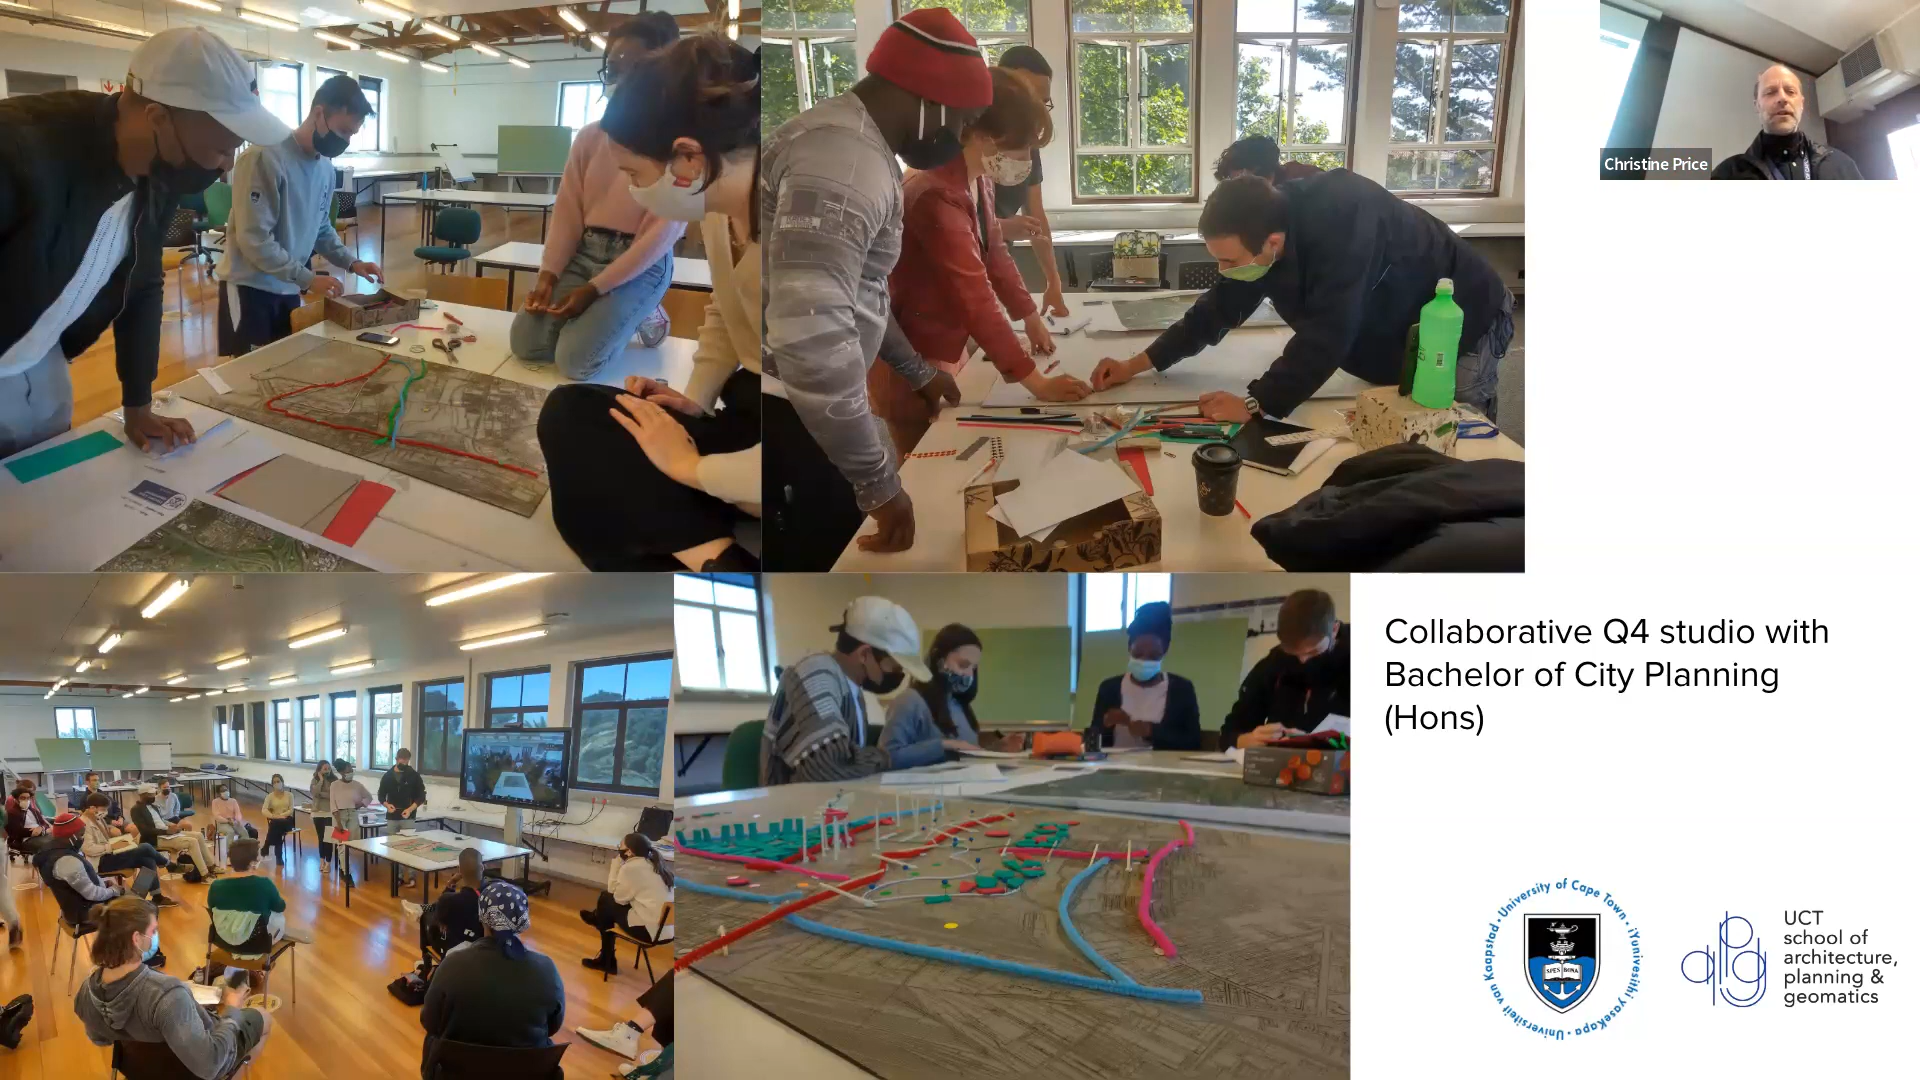 Christine Price
Collaborative Q4 studio with
Bachelor of City Planning
(Hons)
University of Cape Town · iYunivesithi yaseKapa · Universiteit van Kaapstad ·
SPES BONA
UCT
school of
architecture,
planning &
geomatics